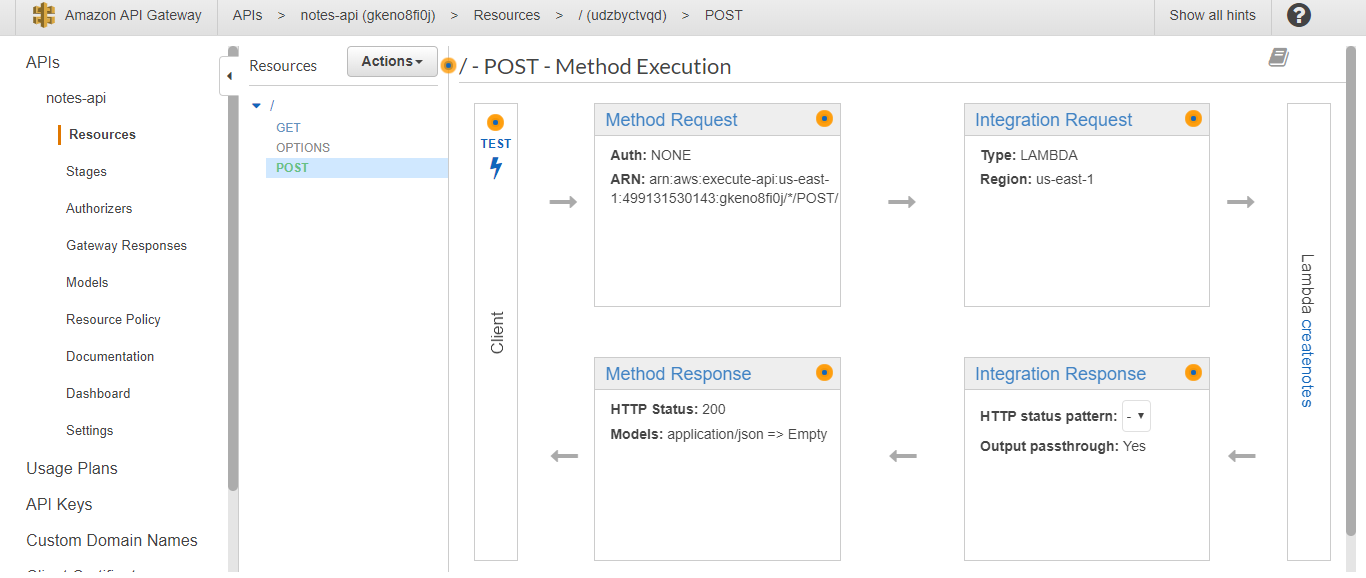 Amazon API Gateway
APIs > notes-api (gkeno8fi0j) > Resources > / (udzbyctvqd) > POST
Show all hints
?
APIs
notes-api
Resources
Stages
Authorizers
Gateway Responses
Models
Resource Policy
Documentation
Dashboard
Settings
Usage Plans
API Keys
Custom Domain Names
Resources
Actions
/
GET
OPTIONS
POST
/ - POST - Method Execution
TEST
Client
Method Request
Auth: NONE
ARN: arn:aws:execute-api:us-east-
1:499131530143:gkeno8fi0j/*/POST/
Integration Request
Type: LAMBDA
Region: us-east-1
Lambda createnotes
Method Response
HTTP Status: 200
Models: application/json => Empty
Integration Response
HTTP status pattern: -
Output passthrough: Yes